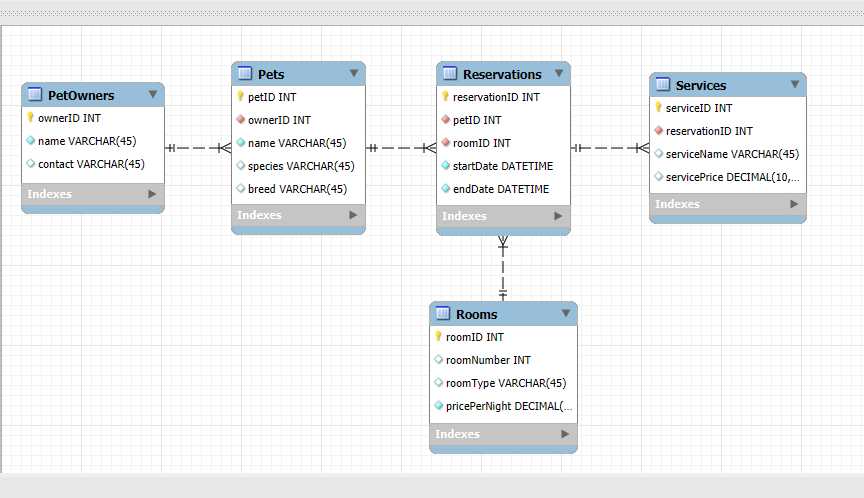 PetOwners
ownerID INT
name VARCHAR(45)
contact VARCHAR(45)
Indexes
Pets
petID INT
ownerID INT
name VARCHAR(45)
species VARCHAR(45)
breed VARCHAR(45)
Indexes
Reservations
reservationID INT
petID INT
roomID INT
startDate DATETIME
endDate DATETIME
Indexes
Services
serviceID INT
reservationID INT
serviceName VARCHAR(45)
servicePrice DECIMAL(10,...
Indexes
Rooms
roomID INT
roomNumber INT
roomType VARCHAR(45)
pricePerNight DECIMAL(...
Indexes